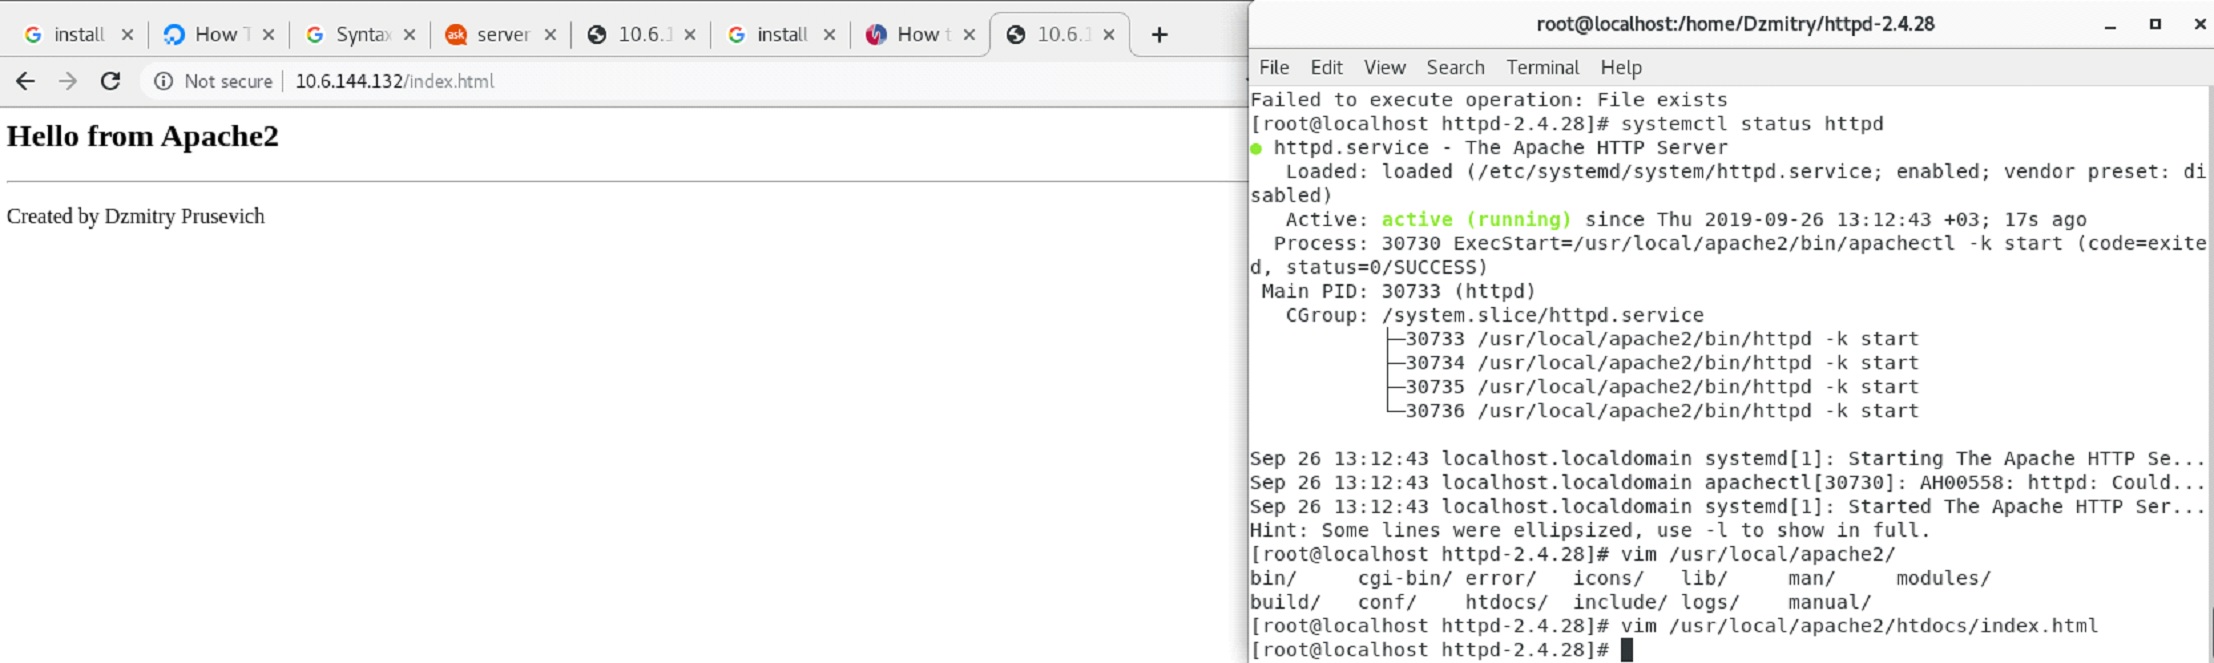 install
How T
Syntax
server
10.6.1
install
How t
10.6.1
Not secure 10.6.144.132/index.html
Hello from Apache2
Created by Dzmitry Prusevich
root@localhost:/home/Dzmitry/httpd-2.4.28
File Edit View Search Terminal Help
Failed to execute operation: File exists
[root@localhost httpd-2.4.28]# systemctl status httpd
● httpd.service - The Apache HTTP Server
Loaded: loaded (/etc/systemd/system/httpd.service; enabled; vendor preset: di
sabled)
Active: active (running) since Thu 2019-09-26 13:12:43 +03; 17s ago
Process: 30730 ExecStart=/usr/local/apache2/bin/apachectl -k start (code=exite
d, status=0/SUCCESS)
Main PID: 30733 (httpd)
CGroup: /system.slice/httpd.service
├─30733 /usr/local/apache2/bin/httpd -k start
├─30734 /usr/local/apache2/bin/httpd -k start
├─30735 /usr/local/apache2/bin/httpd -k start
└─30736 /usr/local/apache2/bin/httpd -k start
Sep 26 13:12:43 localhost.localdomain systemd[1]: Starting The Apache HTTP Se...
Sep 26 13:12:43 localhost.localdomain apachectl[30730]: AH00558: httpd: Could...
Sep 26 13:12:43 localhost.localdomain systemd[1]: Started The Apache HTTP Ser...
Hint: Some lines were ellipsized, use -l to show in full.
[root@localhost httpd-2.4.28]# vim /usr/local/apache2/
bin/ cgi-bin/ error/ icons/ lib/ man/ modules/
build/ conf/ htdocs/ include/ logs/ manual/
[root@localhost httpd-2.4.28]# vim /usr/local/apache2/htdocs/index.html
[root@localhost httpd-2.4.28]#